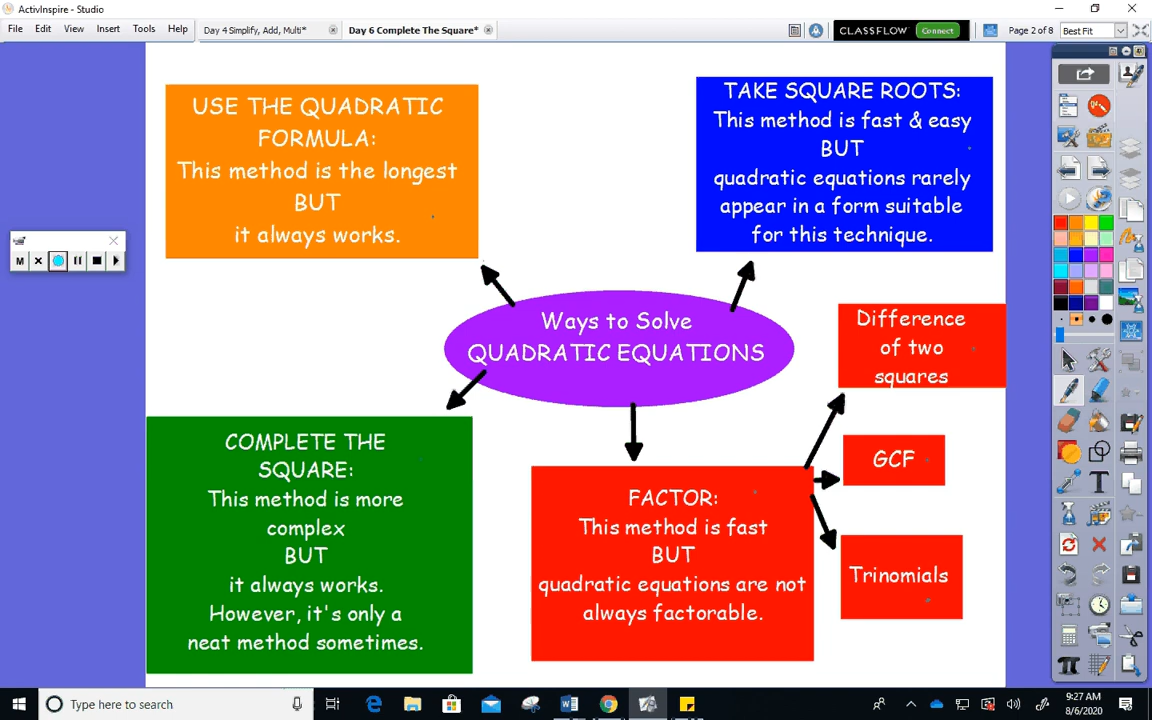 ActivInspire - Studio
File Edit View Insert Tools Help
Day 4 Simplify, Add, Multi*
Day 6 Complete The Square*
CLASSFLOW Connect
Page 2 of 8
Best Fit
USE THE QUADRATIC
FORMULA:
This method is the longest
BUT
it always works.
TAKE SQUARE ROOTS:
This method is fast & easy
BUT
quadratic equations rarely
appear in a form suitable
for this technique.
M
Ways to Solve
QUADRATIC EQUATIONS
Difference
of two
squares
GCF
Trinomials
COMPLETE THE
SQUARE:
This method is more
complex
BUT
it always works.
However, it's only a
neat method sometimes.
FACTOR:
This method is fast
BUT
quadratic equations are not
always factorable.
Type here to search
9:27 AM
8/6/2020